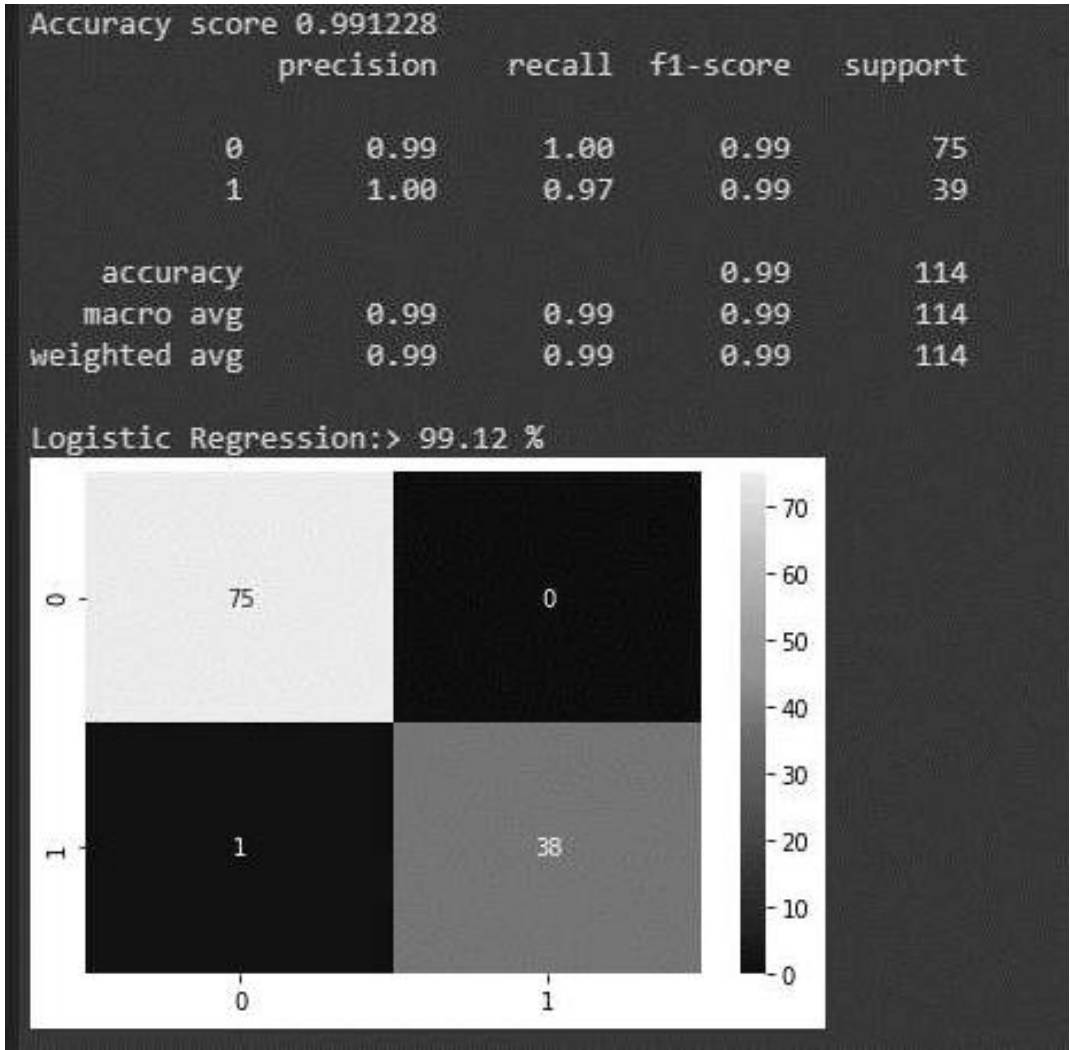 Accuracy score 0.991228
precision recall f1-score support
0 0.99 1.00 0.99 75
1 1.00 0.97 0.99 39
accuracy 0.99 114
macro avg 0.99 0.99 0.99 114
weighted avg 0.99 0.99 0.99 114
Logistic Regression:> 99.12 %
70
60
0 75 0
50
40
30
1 1 38
20
10
0
0 1